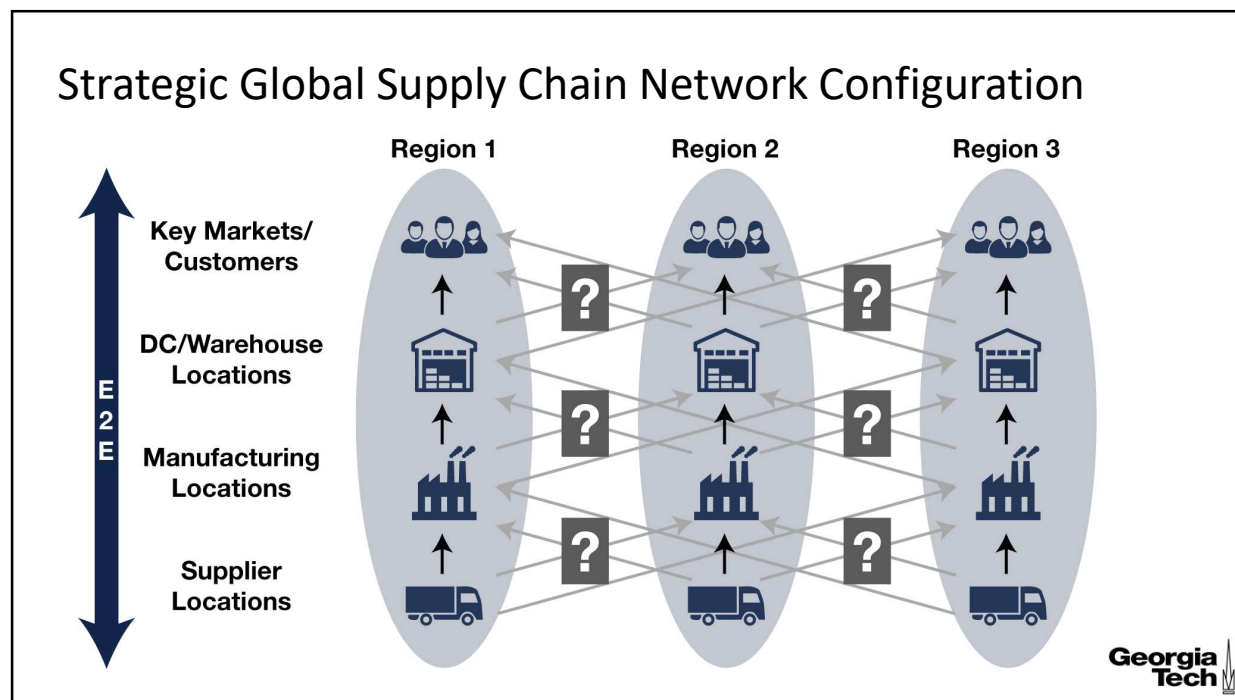 Strategic Global Supply Chain Network Configuration
Region 1
Region 2
Region 3
Key Markets/
Customers
?
?
DC/Warehouse
Locations
E
2
E
?
?
Manufacturing
Locations
?
?
Supplier
Locations
Georgia
Tech